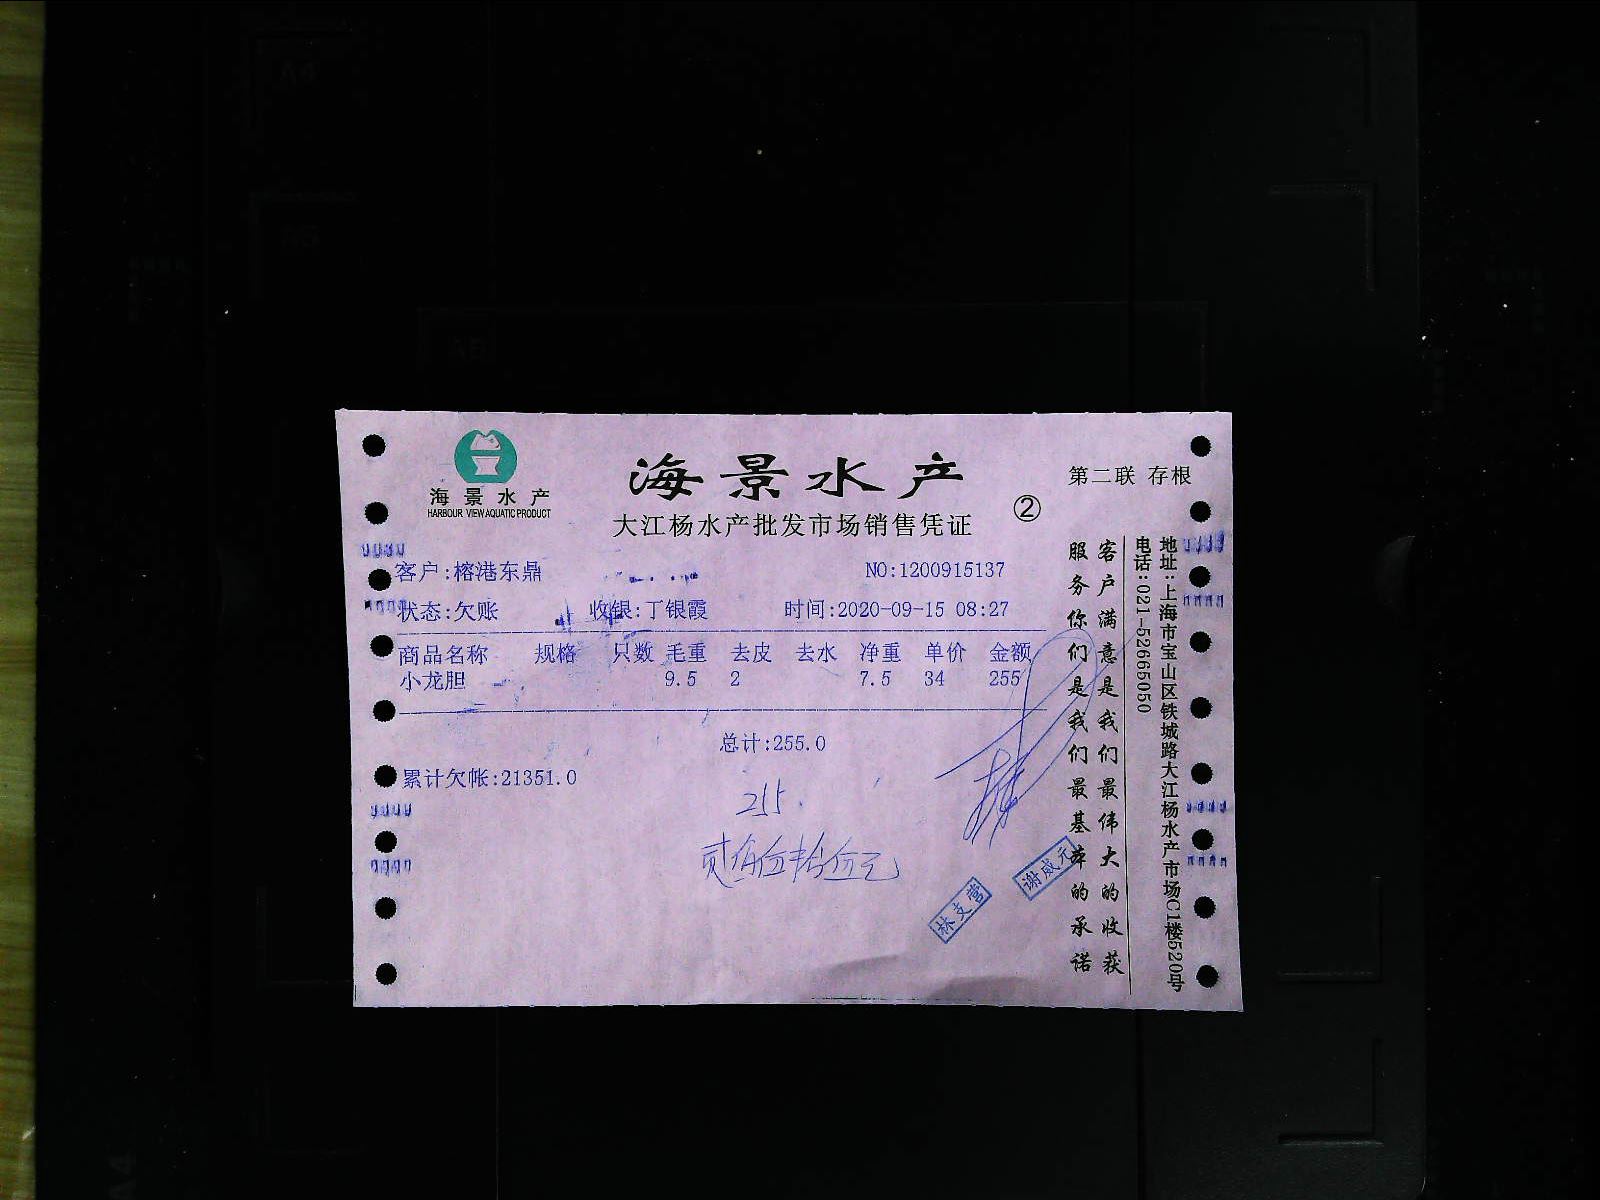 海景水产
HARBOUR VIEW AQUATIC PRODUCT
海景水产
大江杨水产批发市场销售凭证
②
第二联 存根
客户:榕港东鼎
NO:1200915137
状态:欠账 收银:丁银霞 时间:2020-09-15 08:27
商品名称 规格 只数 毛重 去皮 去水 净重 单价 金额
小龙胆 9.5 2 7.5 34 255
总计:255.0
累计欠帐:21351.0
255.
贰佰伍拾伍元
林支营
谢成元
客户满意是我们最伟大的收获
服务你们是我们最基本的承诺
地址:上海市宝山区铁城路大江杨水产市场C1楼520号
电话:021-52665050